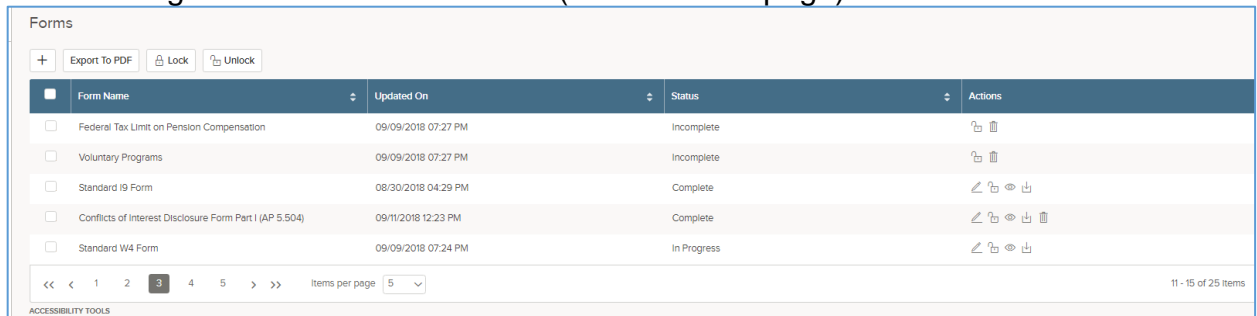 Forms
+ Export To PDF Lock Unlock
Form Name Updated On Status Actions
Federal Tax Limit on Pension Compensation 09/09/2018 07:27 PM Incomplete
Voluntary Programs 09/09/2018 07:27 PM Incomplete
Standard I9 Form 08/30/2018 04:29 PM Complete
Conflicts of Interest Disclosure Form Part I (AP 5.504) 09/11/2018 12:23 PM Complete
Standard W4 Form 09/09/2018 07:24 PM In Progress
<< < 1 2 3 4 5 > >> Items per page 5 11 - 15 of 25 Items
ACCESSIBILITY TOOLS